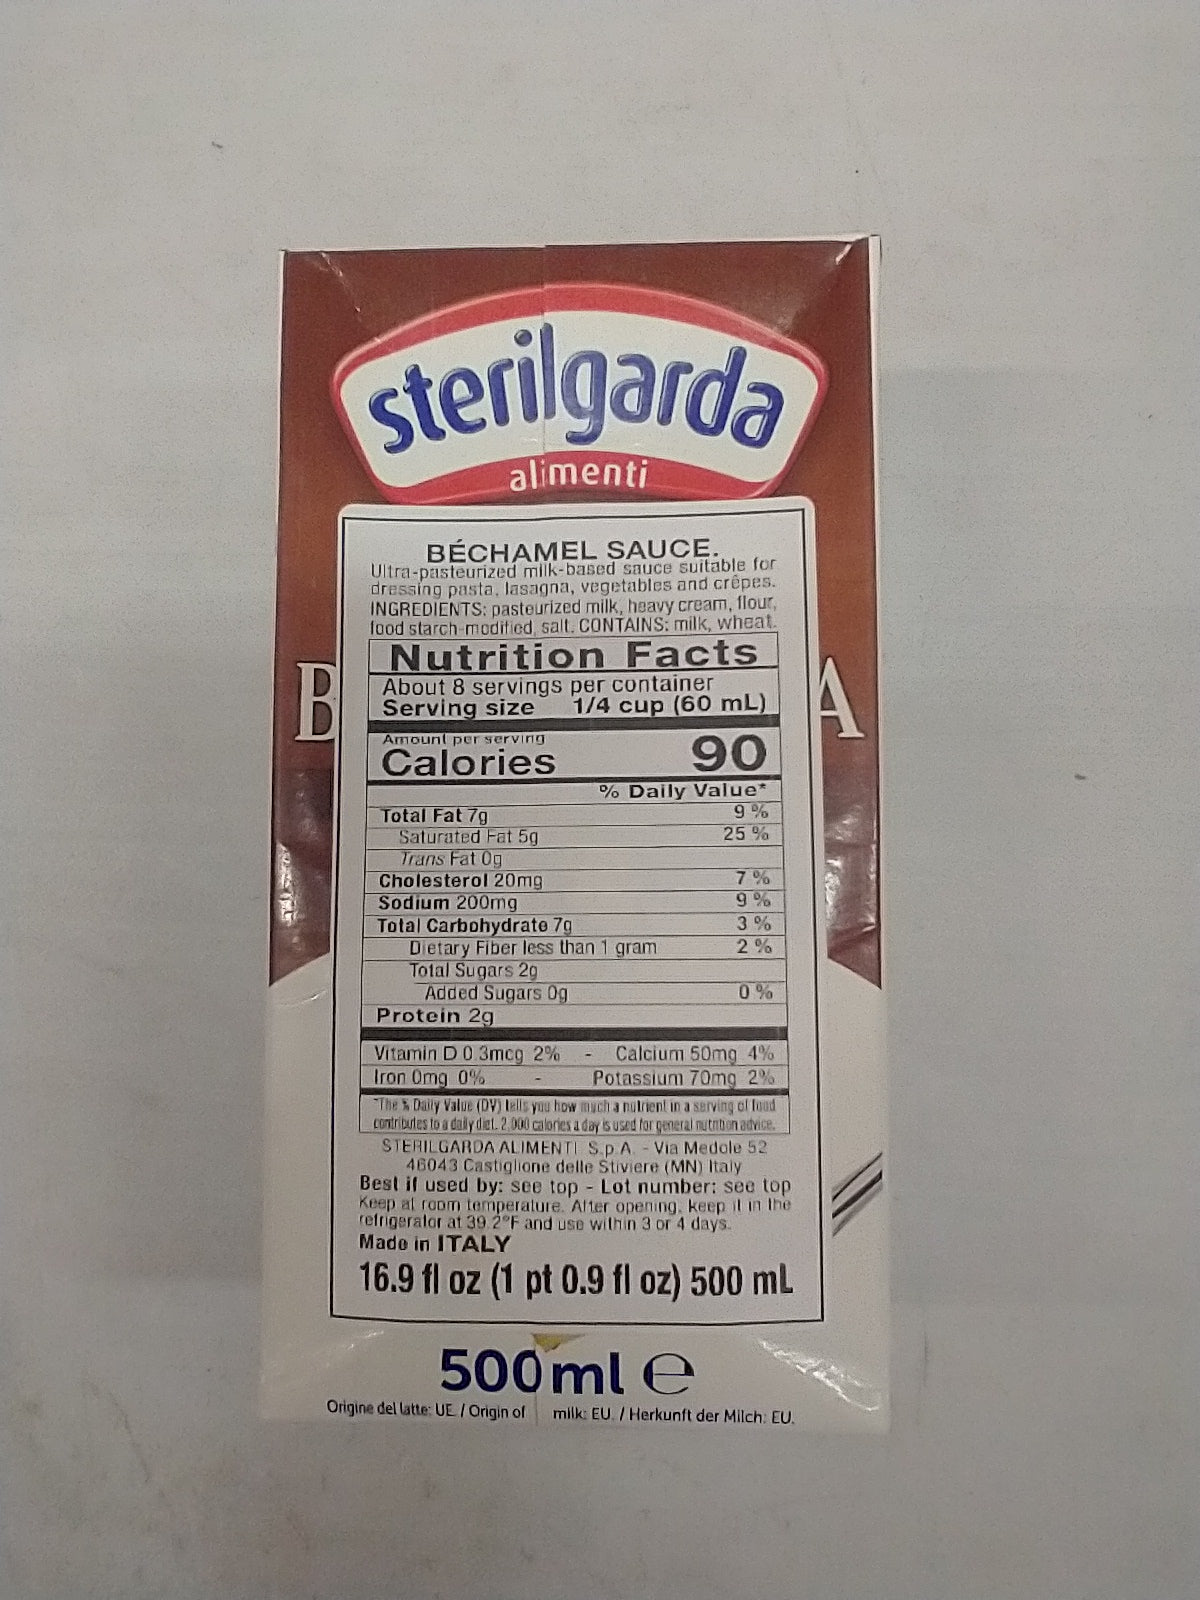 sterilgarda
alimenti
BÉCHAMEL SAUCE.
Ultra-pasteurized milk-based sauce suitable for
dressing pasta, lasagna, vegetables and crêpes.
INGREDIENTS: pasteurized milk, heavy cream, flour,
food starch-modified, salt. CONTAINS: milk, wheat.
Nutrition Facts
About 8 servings per container
Serving size 1/4 cup (60 mL)
Amount per serving
Calories 90
% Daily Value*
Total Fat 7g 9 %
Saturated Fat 5g 25 %
Trans Fat 0g
Cholesterol 20mg 7 %
Sodium 200mg 9 %
Total Carbohydrate 7g 3 %
Dietary Fiber less than 1 gram 2 %
Total Sugars 2g
Added Sugars 0g 0 %
Protein 2g
Vitamin D 0.3mcg 2% - Calcium 50mg 4%
Iron 0mg 0% - Potassium 70mg 2%
*The % Daily Value (DV) tells you how much a nutrient in a serving of food
contributes to a daily diet. 2,000 calories a day is used for general nutrition advice.
STERILGARDA ALIMENTI S.p.A. - Via Medole 52
46043 Castiglione delle Stiviere (MN) Italy
Best if used by: see top - Lot number: see top
Keep at room temperature. After opening, keep it in the
refrigerator at 39.2°F and use within 3 or 4 days.
Made in ITALY
16.9 fl oz (1 pt 0.9 fl oz) 500 mL
B A
500 ml ℮
Origine del latte: UE. / Origin of milk: EU. / Herkunft der Milch: EU.